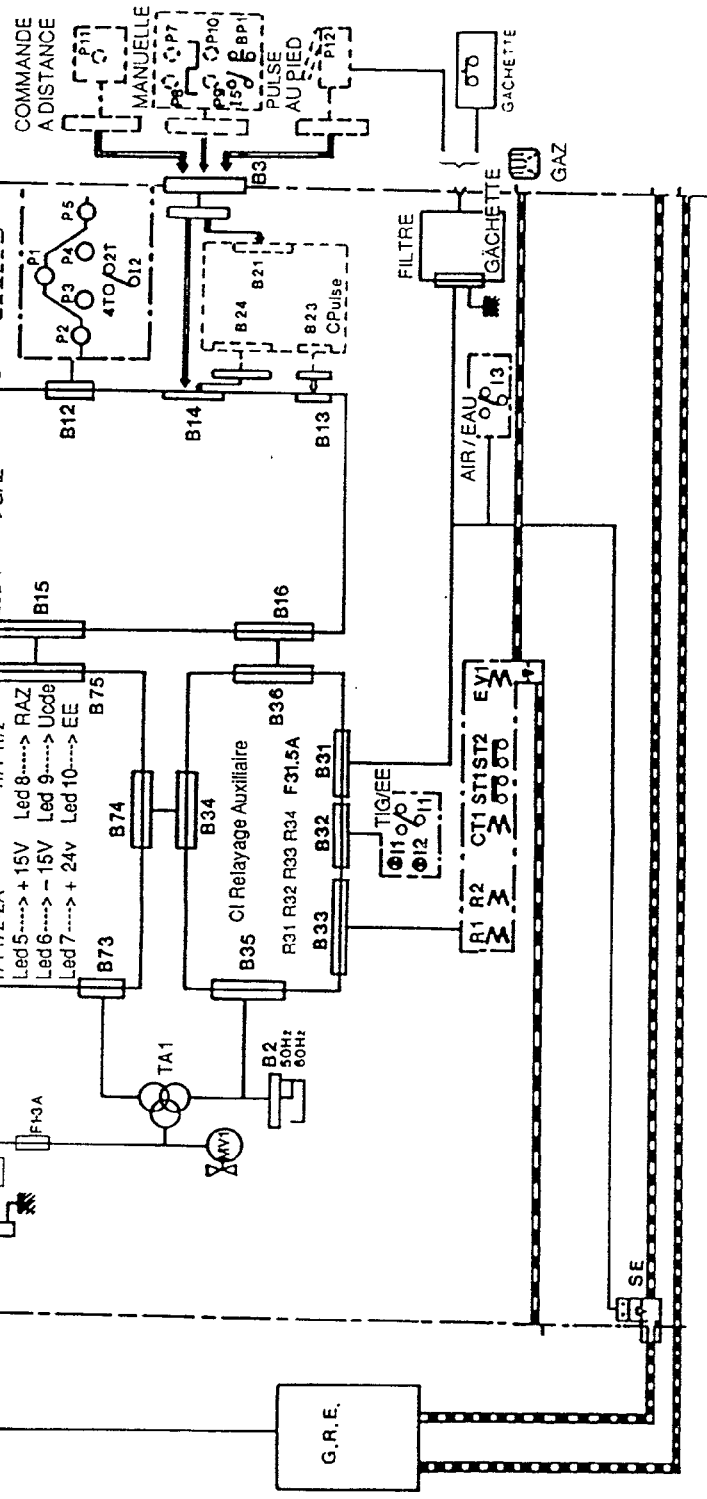 COMMANDE
A DISTANCE
P11
MANUELLE
P8
P7
P9
P10
I5
BP1
PULSE
AU PIED
P12
GACHETTE
B3
GAZ
FILTRE
GÂCHETTE
P2
P3
P1
P4
P5
4T
2T
I2
B12
B14
B24
B21
B23
CPulse
B13
AIR/EAU
I3
B15
B75
B16
B36
Led 5----> + 15V Led 8----> RAZ
Led 6----> – 15V Led 9----> Ucde
Led 7----> + 24v Led 10----> EE
B73
B74
B34
B35
CI Relayage Auxiliaire
R31 R32 R33 R34 F31.5A
B33
B32
B31
TIG/EE
I1
I1
I2
R1 R2 CT1 ST1 ST2 EV1
F1-3A
TA1
MV1
B2
50Hz
60Hz
SE
G.R.E.